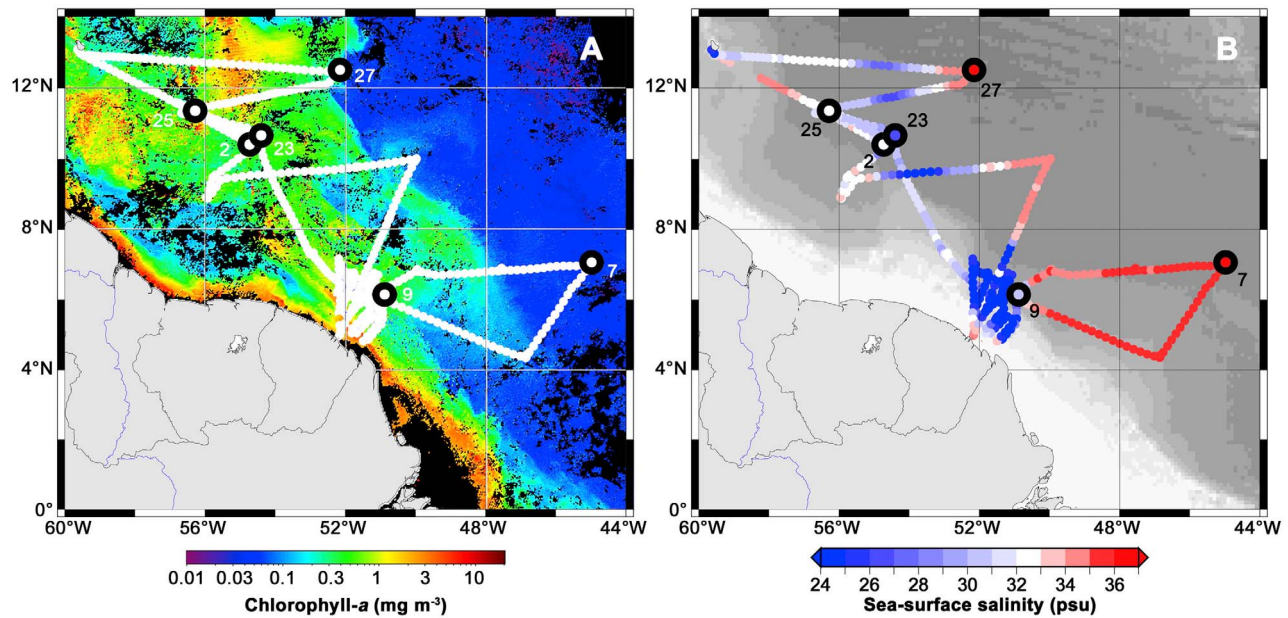 A
B
12°N
8°N
4°N
0°
60°W
56°W
52°W
48°W
44°W
27
25
2
23
9
7
0.01 0.03 0.1 0.3 1 3 10
Chlorophyll-a (mg m⁻³)
12°N
8°N
4°N
0°
60°W
56°W
52°W
48°W
44°W
27
25
23
2
9
7
24 26 28 30 32 34 36
Sea-surface salinity (psu)